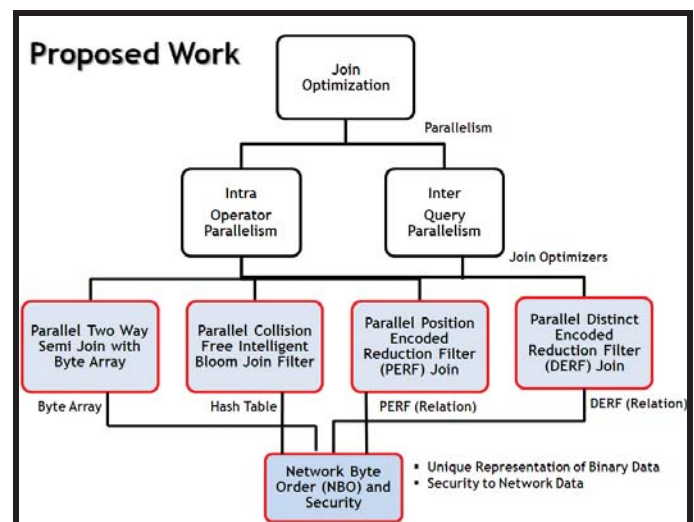 Proposed Work
Join
Optimization
Parallelism
Intra
Operator
Parallelism
Inter
Query
Parallelism
Join Optimizers
Parallel Two Way
Semi Join with
Byte Array
Parallel Collision
Free Intelligent
Bloom Join Filter
Parallel Position
Encoded
Reduction Filter
(PERF) Join
Parallel Distinct
Encoded
Reduction Filter
(DERF) Join
Byte Array
Hash Table
PERF (Relation)
DERF (Relation)
Network Byte
Order (NBO) and
Security
▪ Unique Representation of Binary Data
▪ Security to Network Data